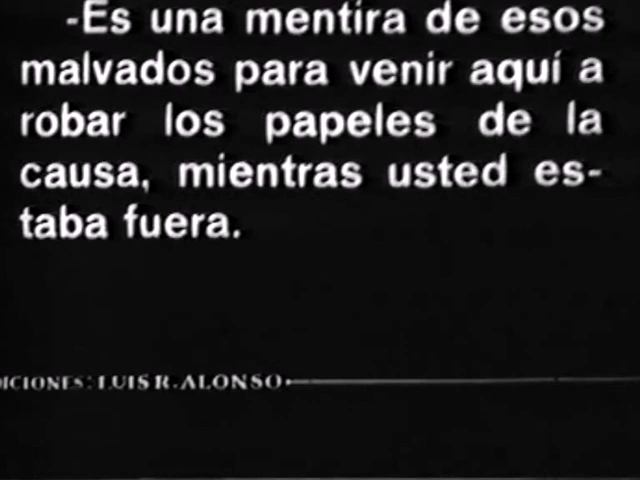 -Es una mentira de esos
malvados para venir aquí a
robar los papeles de la
causa, mientras usted es-
taba fuera.
DICIONES: LUIS R. ALONSO